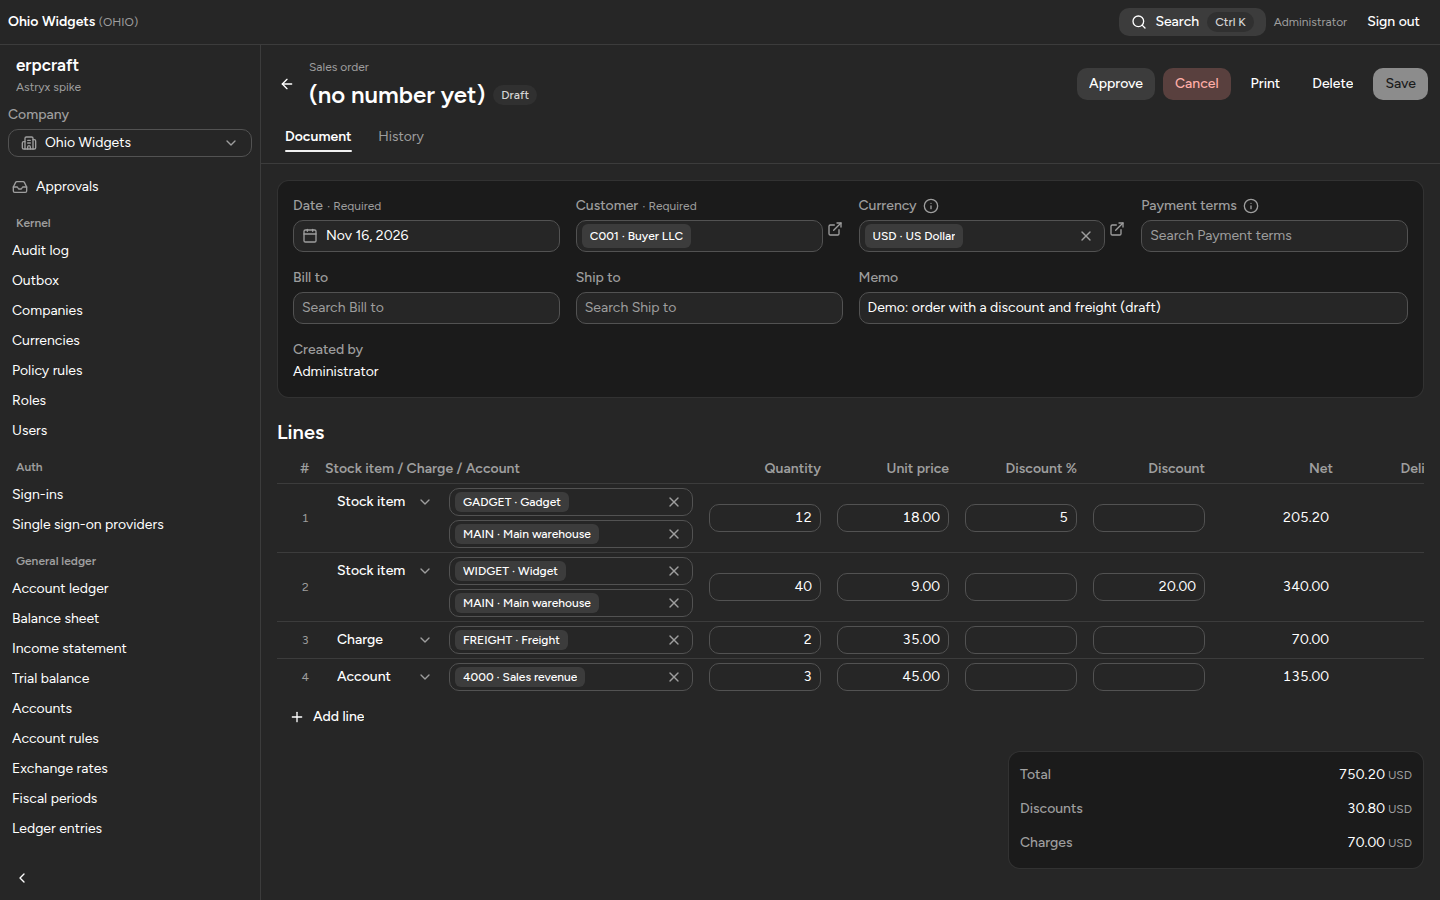 Ohio Widgets (OHIO)
Search Ctrl K Administrator Sign out
erpcraft
Astryx spike
Company
Ohio Widgets
Approvals
Kernel
Audit log
Outbox
Companies
Currencies
Policy rules
Roles
Users
Auth
Sign-ins
Single sign-on providers
General ledger
Account ledger
Balance sheet
Income statement
Trial balance
Accounts
Account rules
Exchange rates
Fiscal periods
Ledger entries
Sales order
(no number yet) Draft
Approve Cancel Print Delete Save
Document History
Date · Required Customer · Required Currency Payment terms
Nov 16, 2026 C001 · Buyer LLC USD · US Dollar Search Payment terms
Bill to Ship to Memo
Search Bill to Search Ship to Demo: order with a discount and freight (draft)
Created by
Administrator
Lines
# Stock item / Charge / Account Quantity Unit price Discount % Discount Net Deli
1 Stock item GADGET · Gadget 12 18.00 5 205.20
MAIN · Main warehouse
2 Stock item WIDGET · Widget 40 9.00 20.00 340.00
MAIN · Main warehouse
3 Charge FREIGHT · Freight 2 35.00 70.00
4 Account 4000 · Sales revenue 3 45.00 135.00
Add line
Total 750.20 USD
Discounts 30.80 USD
Charges 70.00 USD